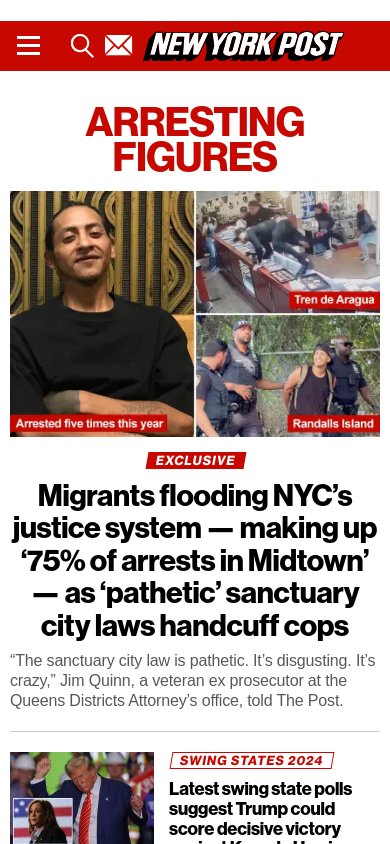 NEW YORK POST
ARRESTING
FIGURES
Tren de Aragua
Arrested five times this year
Randalls Island
EXCLUSIVE
Migrants flooding NYC’s
justice system — making up
‘75% of arrests in Midtown’
— as ‘pathetic’ sanctuary
city laws handcuff cops
“The sanctuary city law is pathetic. It’s disgusting. It’s
crazy,” Jim Quinn, a veteran ex prosecutor at the
Queens Districts Attorney’s office, told The Post.
SWING STATES 2024
Latest swing state polls
suggest Trump could
score decisive victory